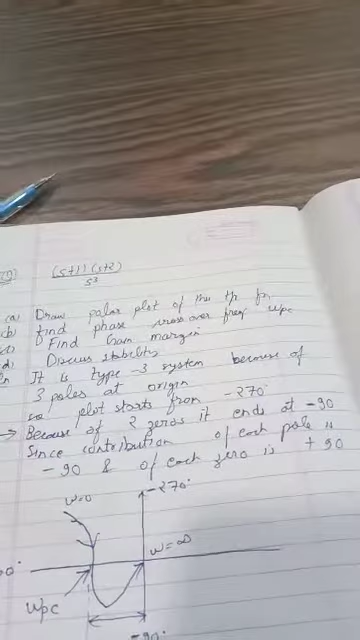 (s+1)(s+2)
s³
(a) Draw polar plot of the
find phase cross over freq ωpc
Find Gain margin
Discuss stability
It is type -3 system because of
3 poles at origin
so plot starts from -270°
→ Because of 2 zeros it ends at -90
Since contribution of each pole is
-90 & of each zero is +90
ω=0
-270°
ω=∞
ωpc
-90°